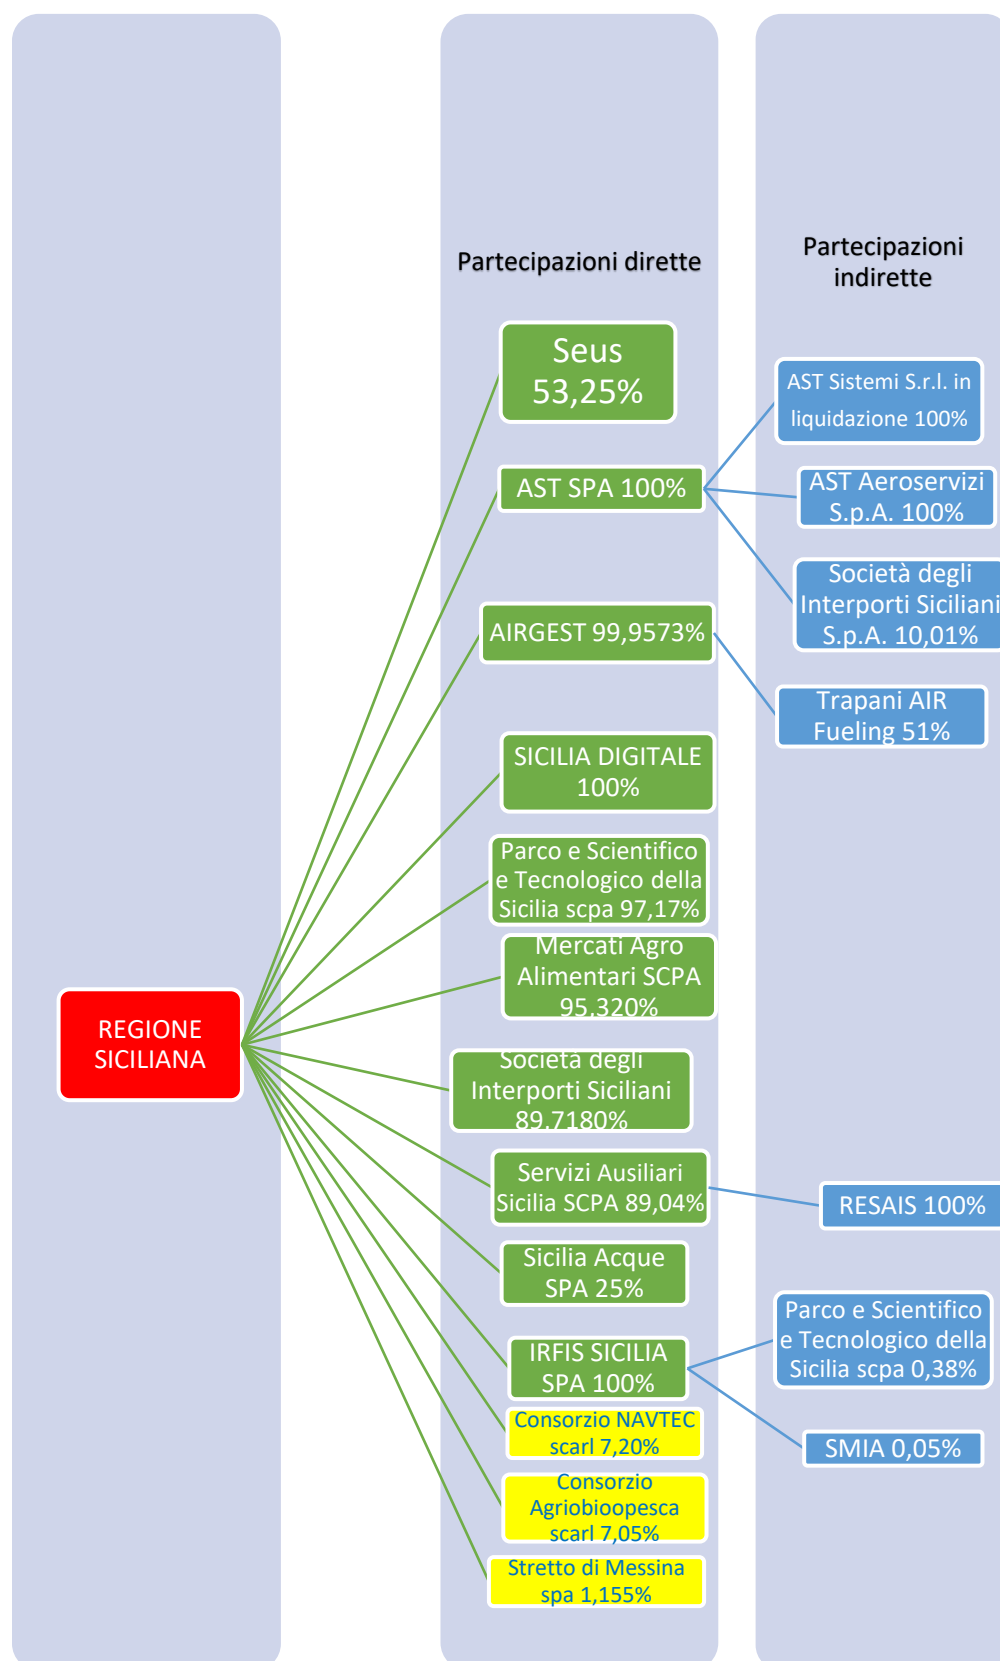 REGIONE
SICILIANA
Partecipazioni dirette
Seus
53,25%
AST SPA 100%
AIRGEST 99,9573%
SICILIA DIGITALE
100%
Parco e Scientifico
e Tecnologico della
Sicilia scpa 97,17%
Mercati Agro
Alimentari SCPA
95,320%
Società degli
Interporti Siciliani
89,7180%
Servizi Ausiliari
Sicilia SCPA 89,04%
Sicilia Acque
SPA 25%
IRFIS SICILIA
SPA 100%
Consorzio NAVTEC
scarl 7,20%
Consorzio
Agriobioopesca
scarl 7,05%
Stretto di Messina
spa 1,155%
Partecipazioni
indirette
AST Sistemi S.r.l. in
liquidazione 100%
AST Aeroservizi
S.p.A. 100%
Società degli
Interporti Siciliani
S.p.A. 10,01%
Trapani AIR
Fueling 51%
RESAIS 100%
Parco e Scientifico
e Tecnologico della
Sicilia scpa 0,38%
SMIA 0,05%